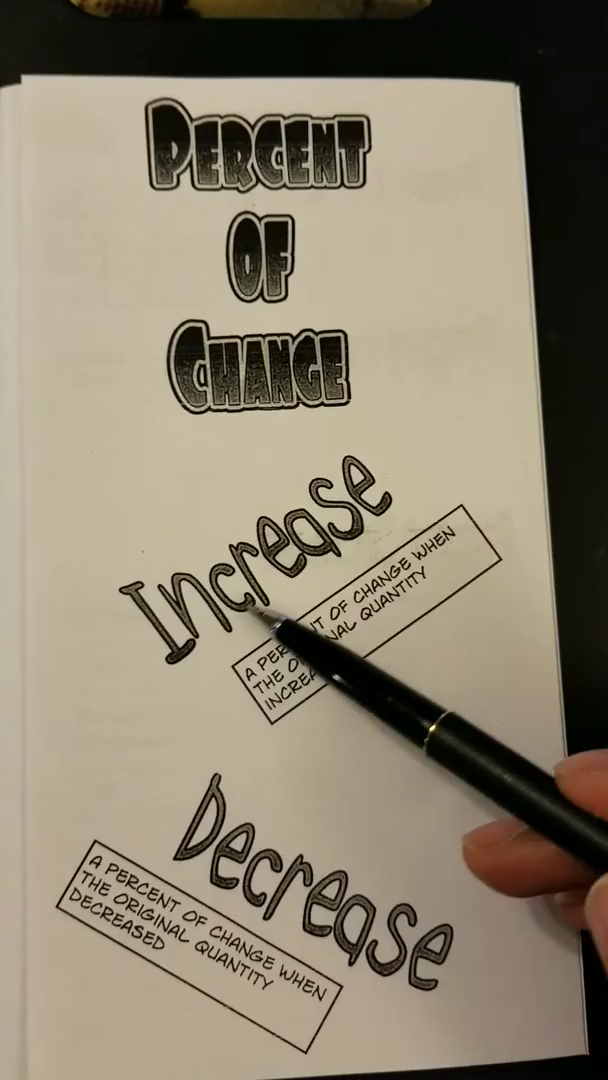 PERCENT
OF
CHANGE
Increase
A PER T OF CHANGE WHEN
THE O NAL QUANTITY
INCREA
Decrease
A PERCENT OF CHANGE WHEN
THE ORIGINAL QUANTITY
DECREASED